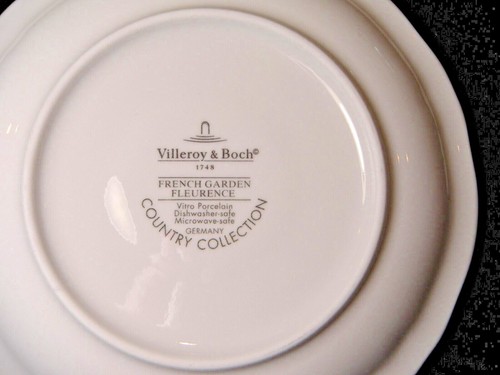 Villeroy & Boch©
1748
FRENCH GARDEN
FLEURENCE
Vitro Porcelain
Dishwasher-safe
Microwave-safe
GERMANY
COUNTRY COLLECTION